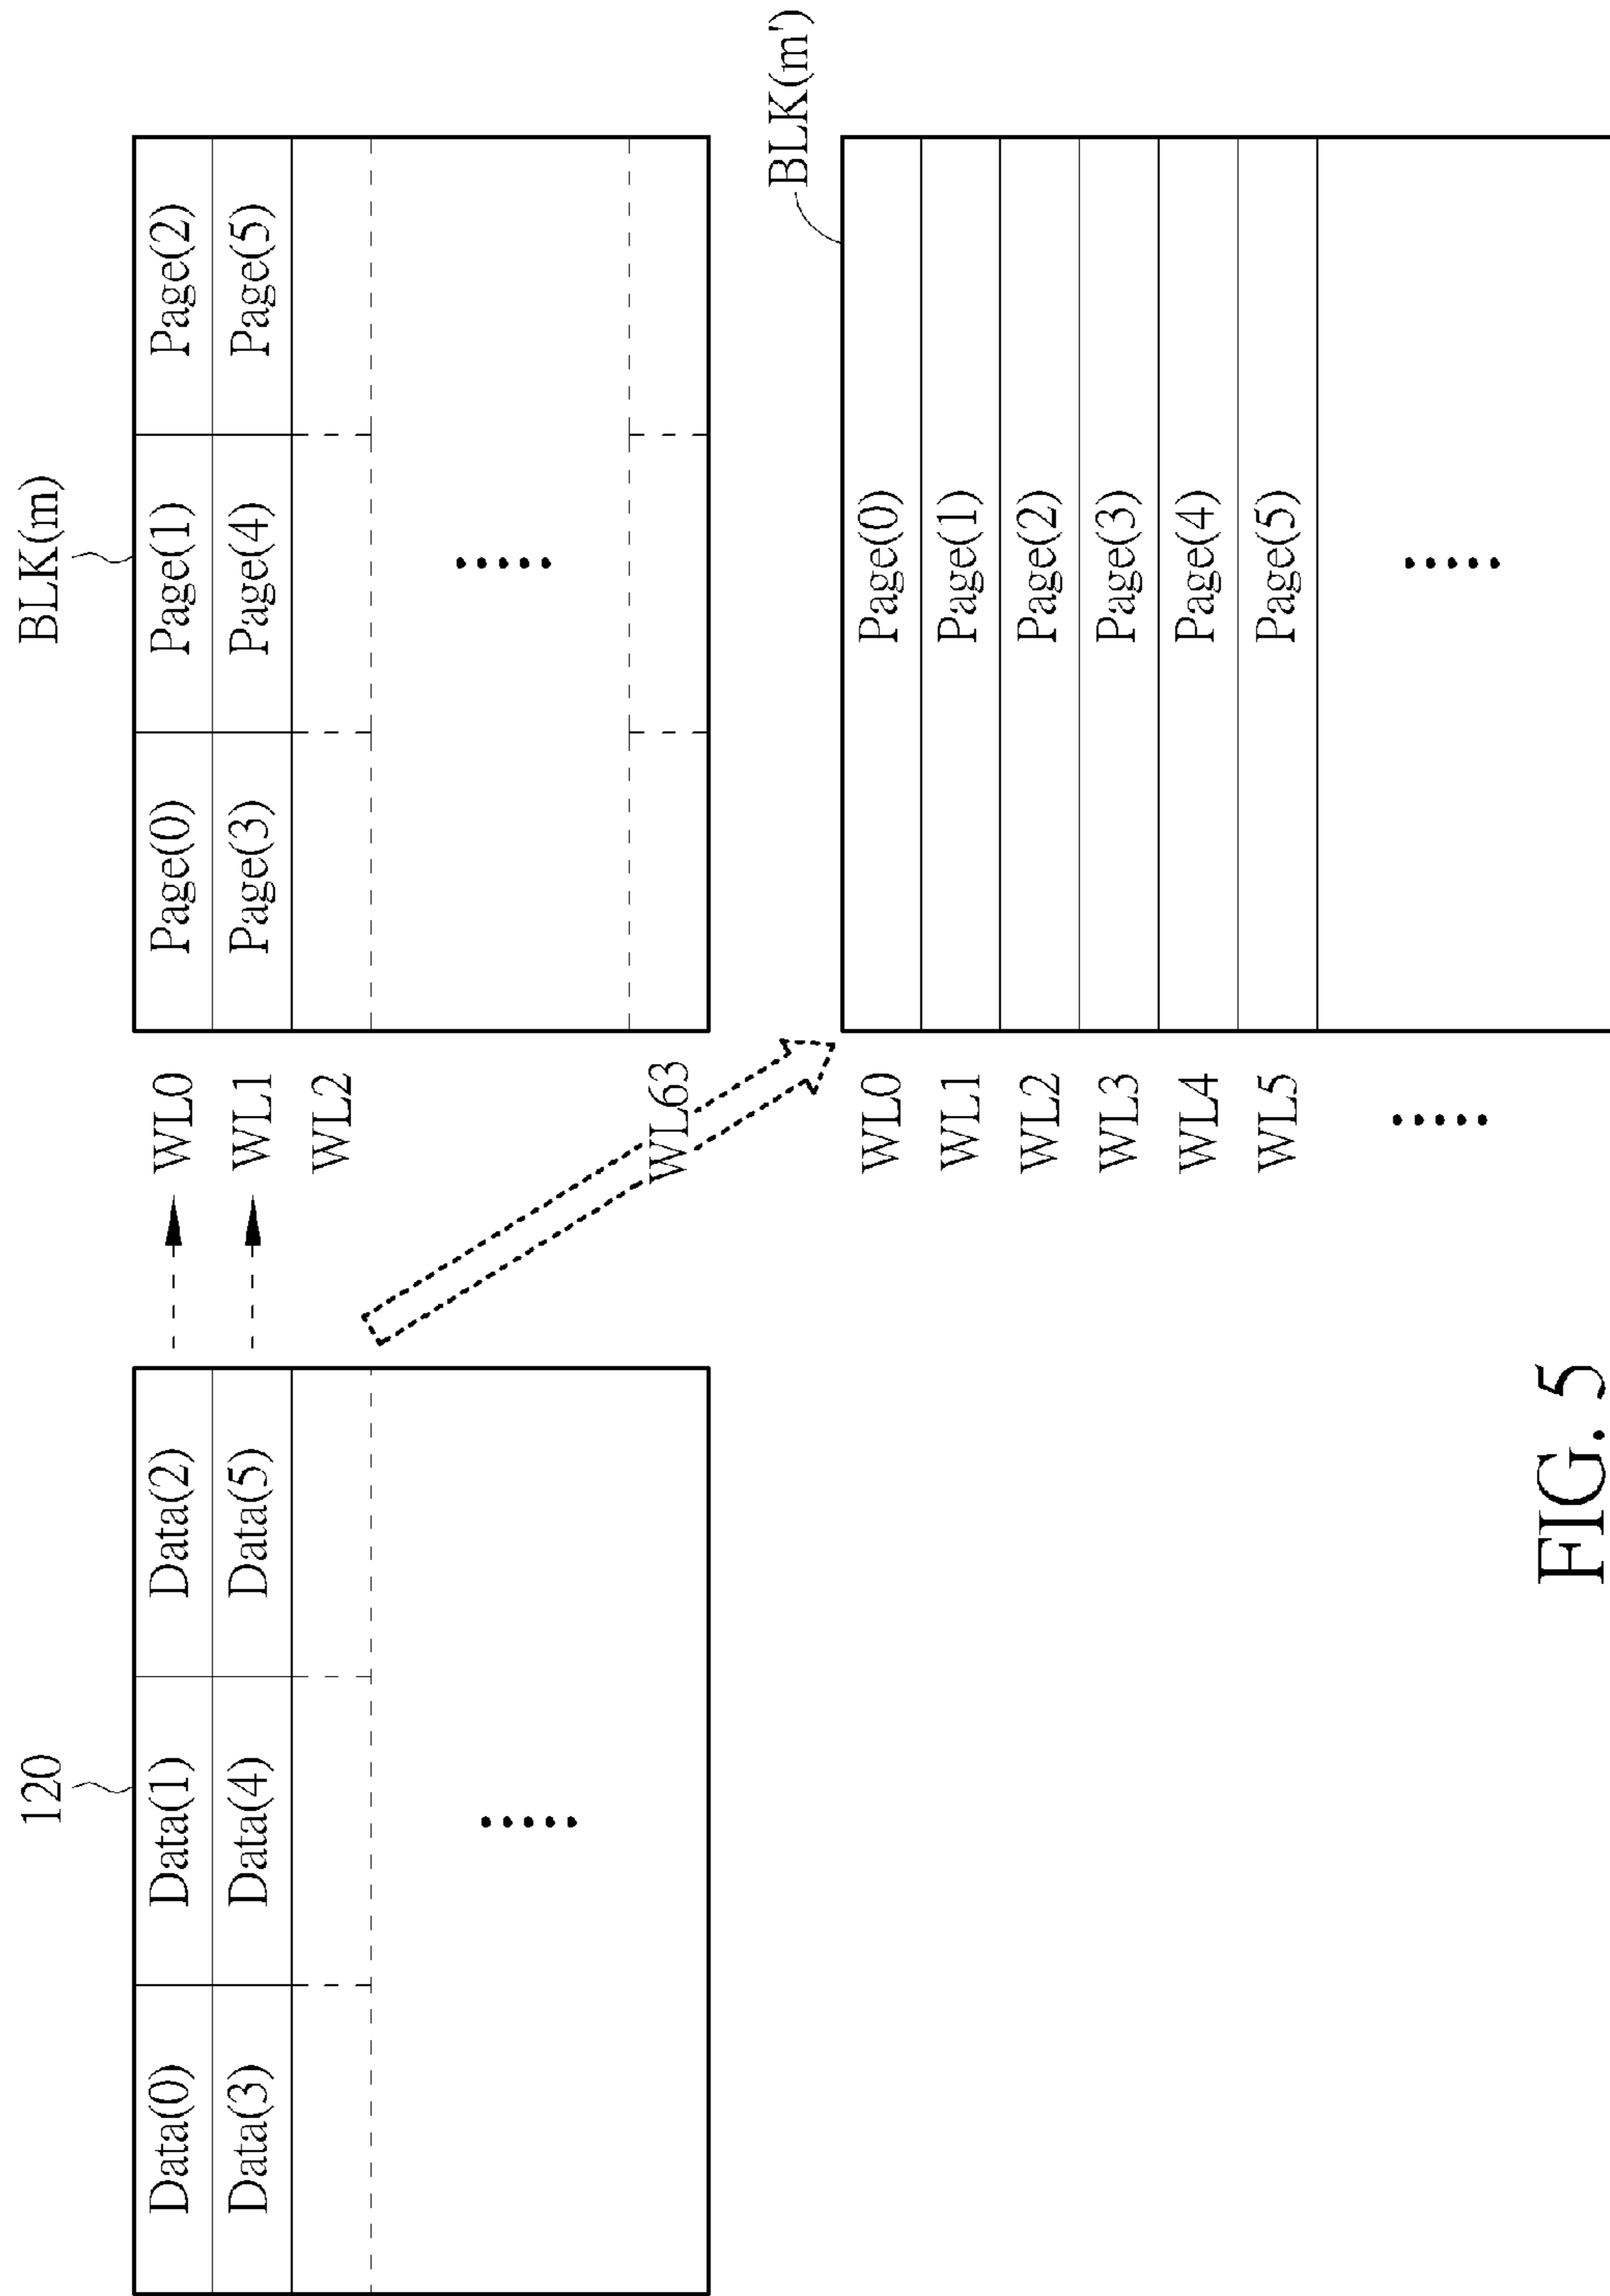 120
Data(0) Data(1) Data(2)
Data(3) Data(4) Data(5)
BLK(m)
WL0 Page(0) Page(1) Page(2)
WL1 Page(3) Page(4) Page(5)
WL2
WL63
BLK(m')
WL0 Page(0)
WL1 Page(1)
WL2 Page(2)
WL3 Page(3)
WL4 Page(4)
WL5 Page(5)
FIG. 5